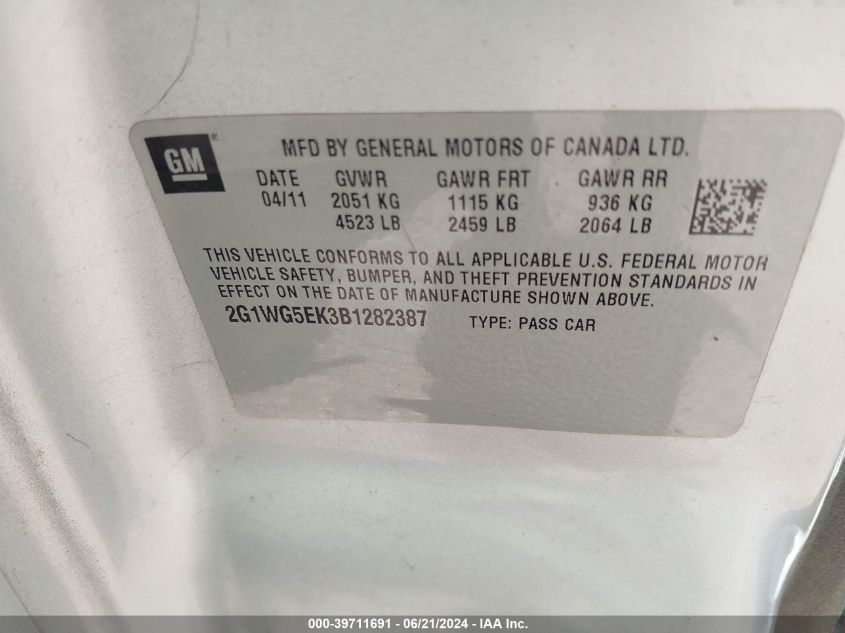 GM®
MFD BY GENERAL MOTORS OF CANADA LTD.
DATE GVWR GAWR FRT GAWR RR
04/11 2051 KG 1115 KG 936 KG
4523 LB 2459 LB 2064 LB
THIS VEHICLE CONFORMS TO ALL APPLICABLE U.S. FEDERAL MOTOR
VEHICLE SAFETY, BUMPER, AND THEFT PREVENTION STANDARDS IN
EFFECT ON THE DATE OF MANUFACTURE SHOWN ABOVE.
2G1WG5EK3B1282387 TYPE: PASS CAR
000-39711691 - 06/21/2024 - IAA Inc.